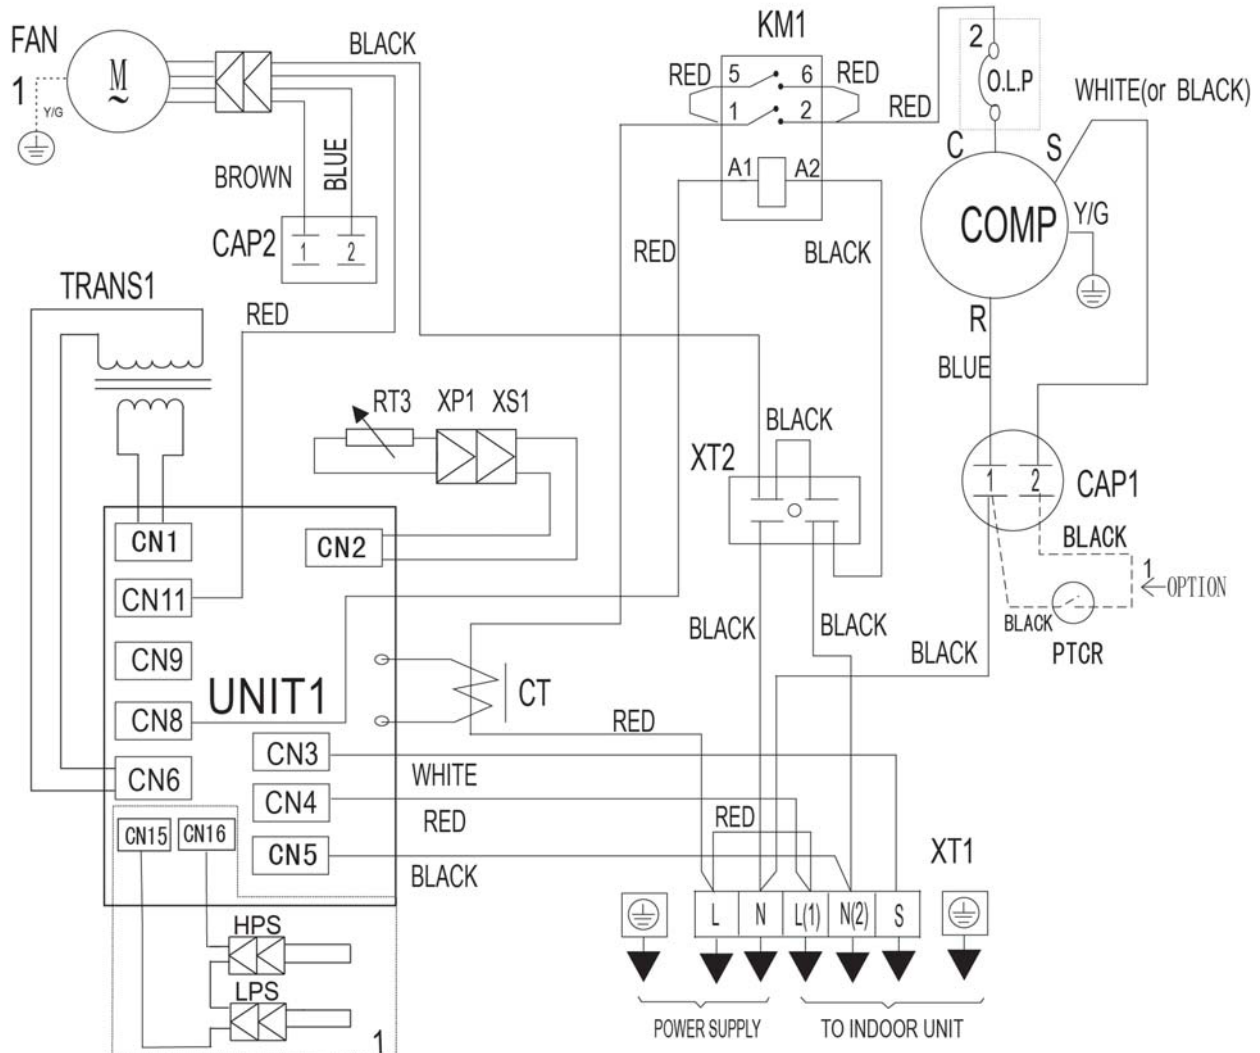 FAN
M
~
1
Y/G
BLACK
BROWN
BLUE
CAP2
1 2
TRANS1
RED
KM1
RED 5 6 RED
1 2
A1 A2
RED
RED
BLACK
2
O.L.P
WHITE(or BLACK)
C S
COMP
Y/G
R
BLUE
RT3 XP1 XS1
XT2
BLACK
1 2
CAP1
BLACK
1
OPTION
BLACK
PTCR
BLACK
BLACK
BLACK
CN1
CN2
CN11
CN9
UNIT1
CN8
CN6
CN3
CN4
CN5
CN15 CN16
CT
RED
WHITE
RED
BLACK
RED
XT1
L N L(1) N(2) S
POWER SUPPLY
TO INDOOR UNIT
HPS
LPS
1